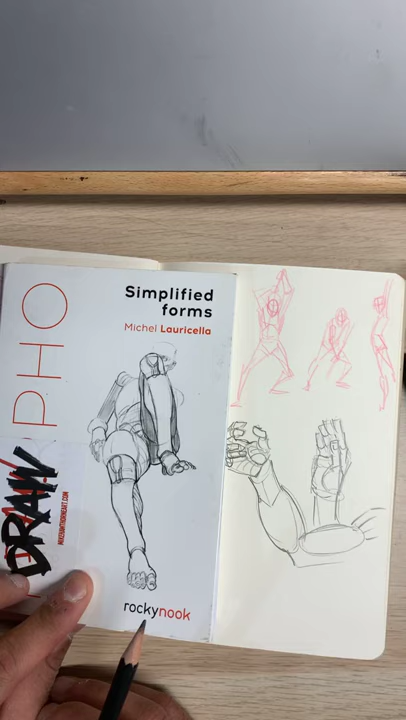 Simplified
forms
Michel Lauricella
PHO
DRAW
rockynook